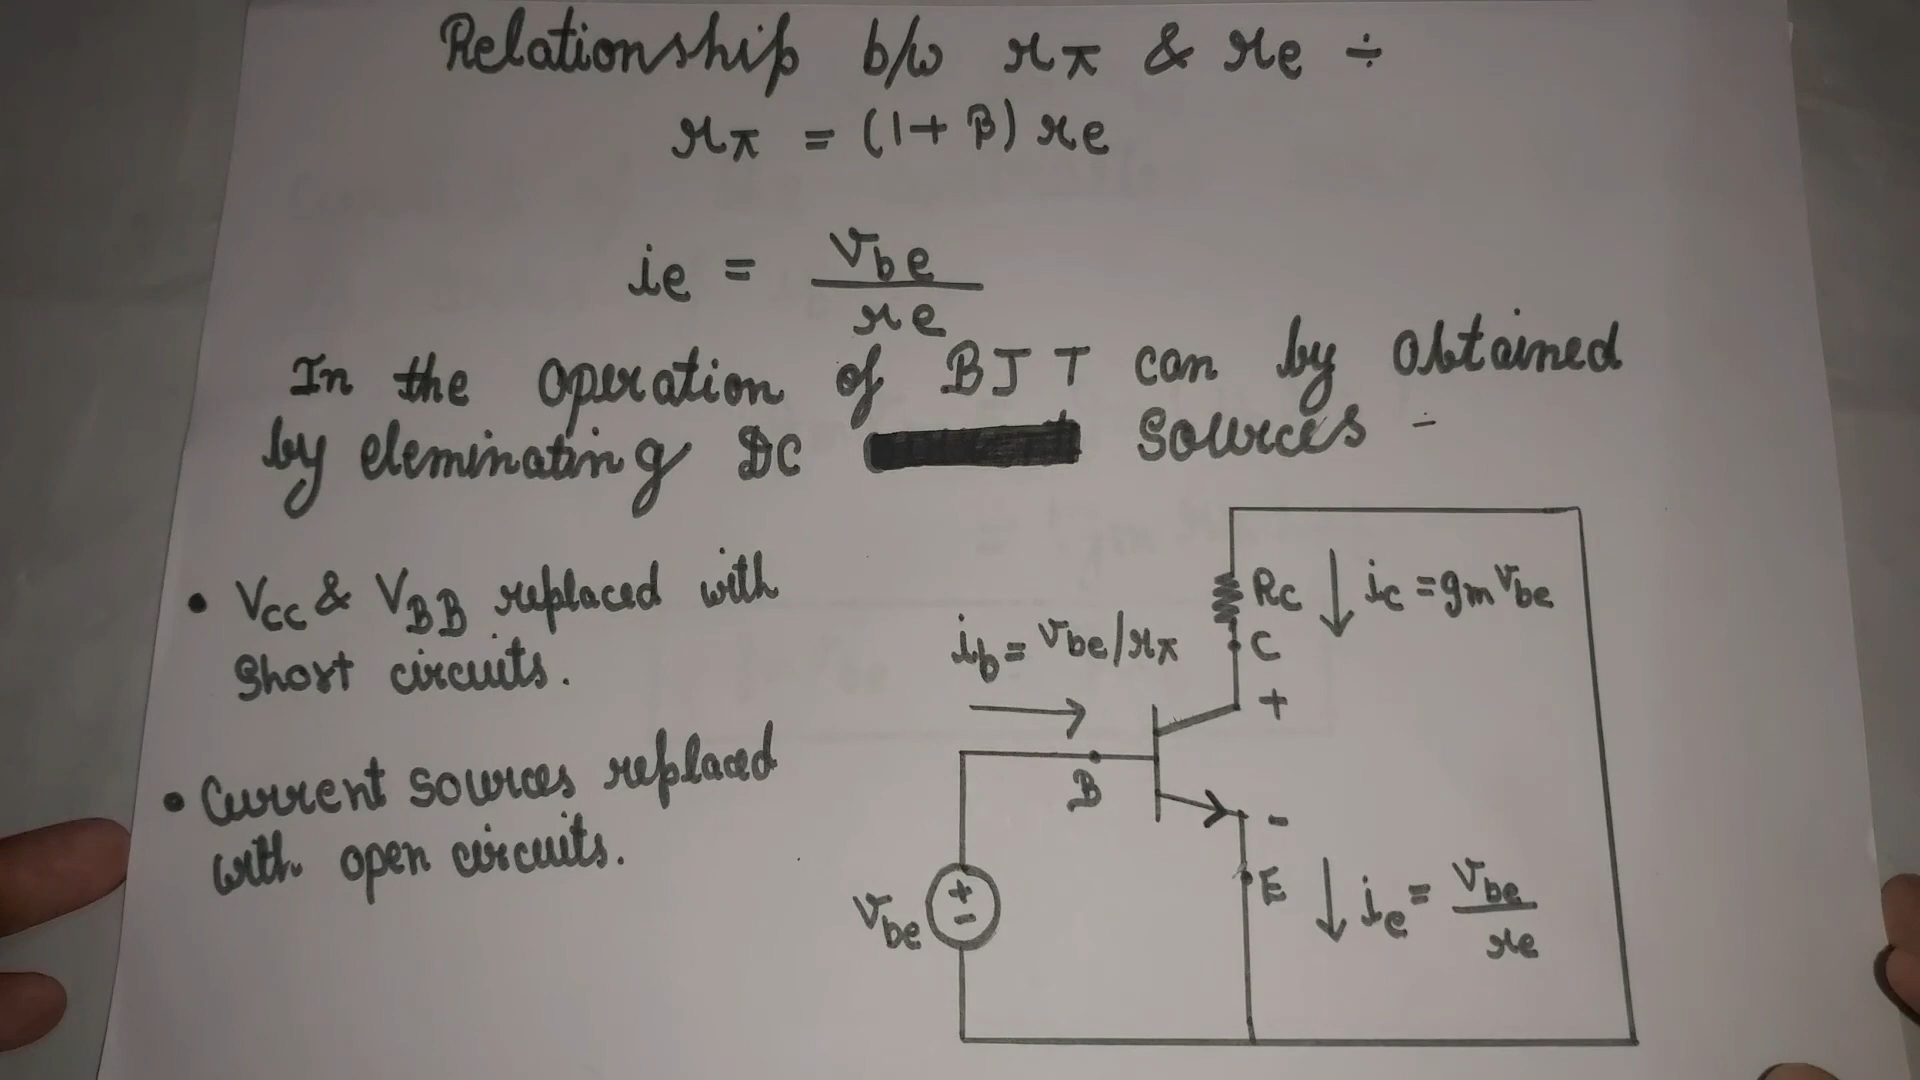 Relationship b/w rπ & re ÷
rπ = (1+ β) re
ie = Vbe / re
In the operation of BJT can by obtained
by eleminating DC sources -
• Vcc & VBB replaced with
Short circuits.
• Current sources replaced
with open circuits.
Rc ↓ ic = gm Vbe
ib = Vbe/rπ
C
+
B
-
E ↓ ie = Vbe / re
Vbe + -